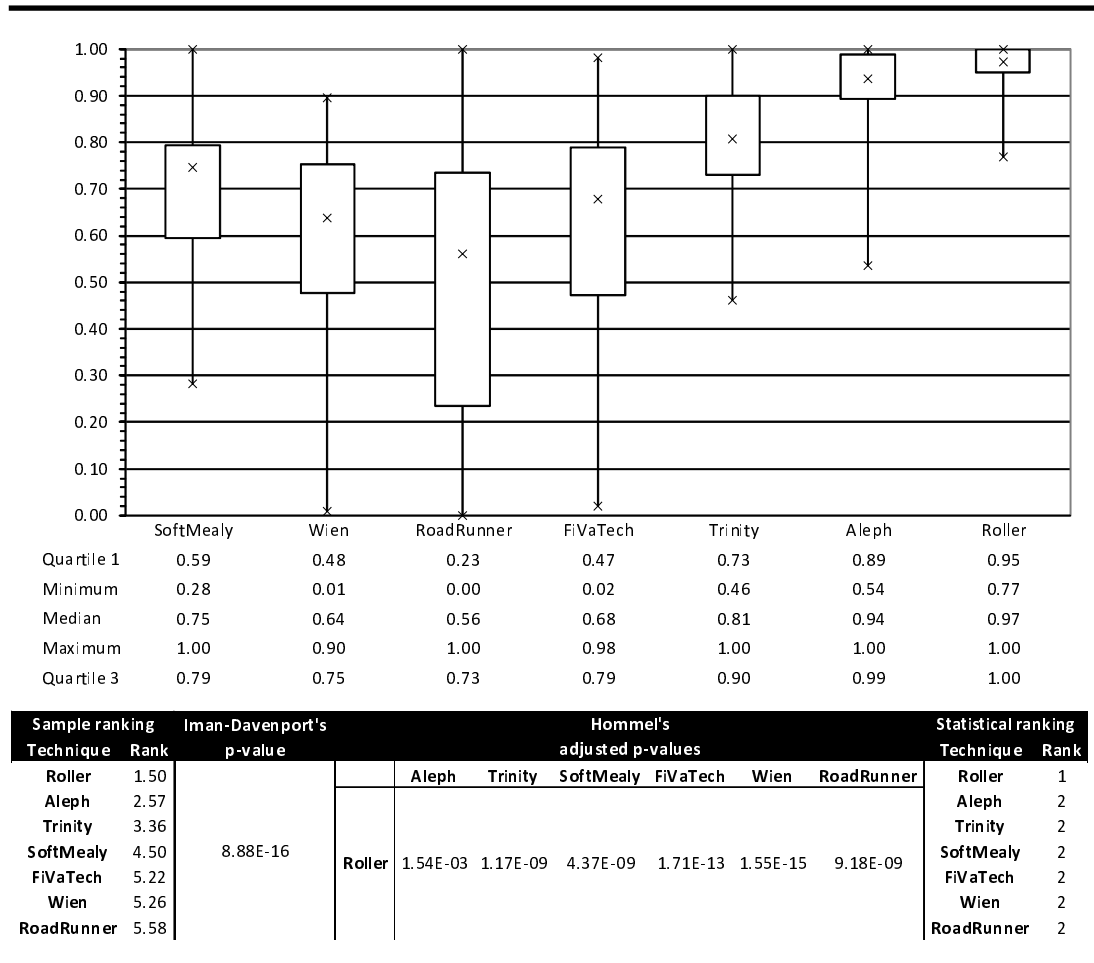 1.00
0.90
0.80
0.70
0.60
0.50
0.40
0.30
0.20
0.10
0.00
SoftMealy Wien RoadRunner FiVaTech Trinity Aleph Roller
Quartile 1 0.59 0.48 0.23 0.47 0.73 0.89 0.95
Minimum 0.28 0.01 0.00 0.02 0.46 0.54 0.77
Median 0.75 0.64 0.56 0.68 0.81 0.94 0.97
Maximum 1.00 0.90 1.00 0.98 1.00 1.00 1.00
Quartile 3 0.79 0.75 0.73 0.79 0.90 0.99 1.00
Sample ranking Iman-Davenport's Hommel's Statistical ranking
Technique Rank p-value adjusted p-values Technique Rank
Roller 1.50 Aleph Trinity SoftMealy FiVaTech Wien RoadRunner Roller 1
Aleph 2.57 Aleph 2
Trinity 3.36 Trinity 2
SoftMealy 4.50 8.88E-16 Roller 1.54E-03 1.17E-09 4.37E-09 1.71E-13 1.55E-15 9.18E-09 SoftMealy 2
FiVaTech 5.22 FiVaTech 2
Wien 5.26 Wien 2
RoadRunner 5.58 RoadRunner 2